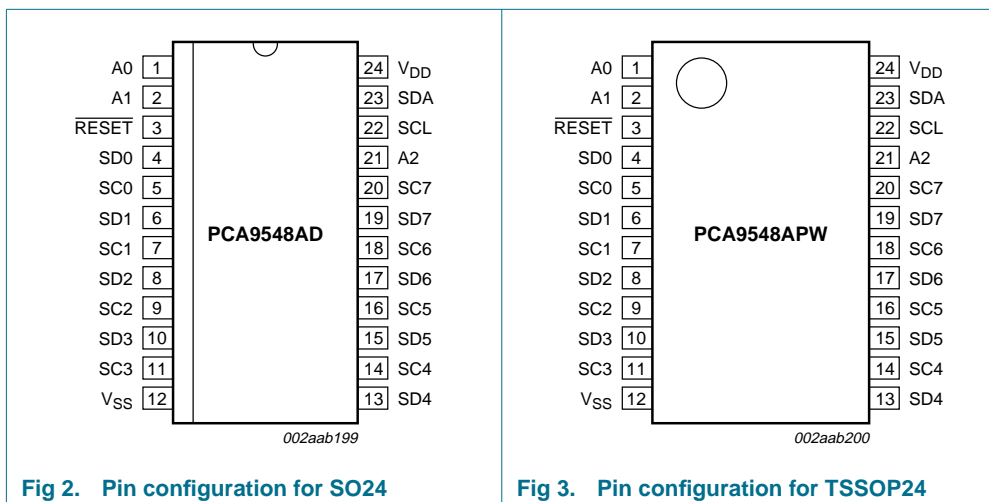 A0 1
A1 2
RESET 3
SD0 4
SC0 5
SD1 6
SC1 7
SD2 8
SC2 9
SD3 10
SC3 11
VSS 12
PCA9548AD
24 VDD
23 SDA
22 SCL
21 A2
20 SC7
19 SD7
18 SC6
17 SD6
16 SC5
15 SD5
14 SC4
13 SD4
002aab199
Fig 2. Pin configuration for SO24
A0 1
A1 2
RESET 3
SD0 4
SC0 5
SD1 6
SC1 7
SD2 8
SC2 9
SD3 10
SC3 11
VSS 12
PCA9548APW
24 VDD
23 SDA
22 SCL
21 A2
20 SC7
19 SD7
18 SC6
17 SD6
16 SC5
15 SD5
14 SC4
13 SD4
002aab200
Fig 3. Pin configuration for TSSOP24